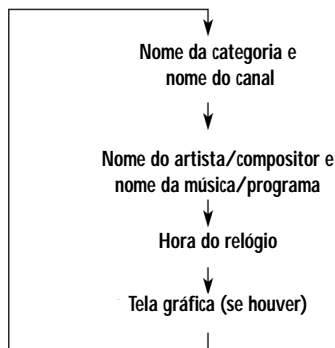 Nome da categoria e
nome do canal
Nome do artista/compositor e
nome da música/programa
Hora do relógio
Tela gráfica (se houver)